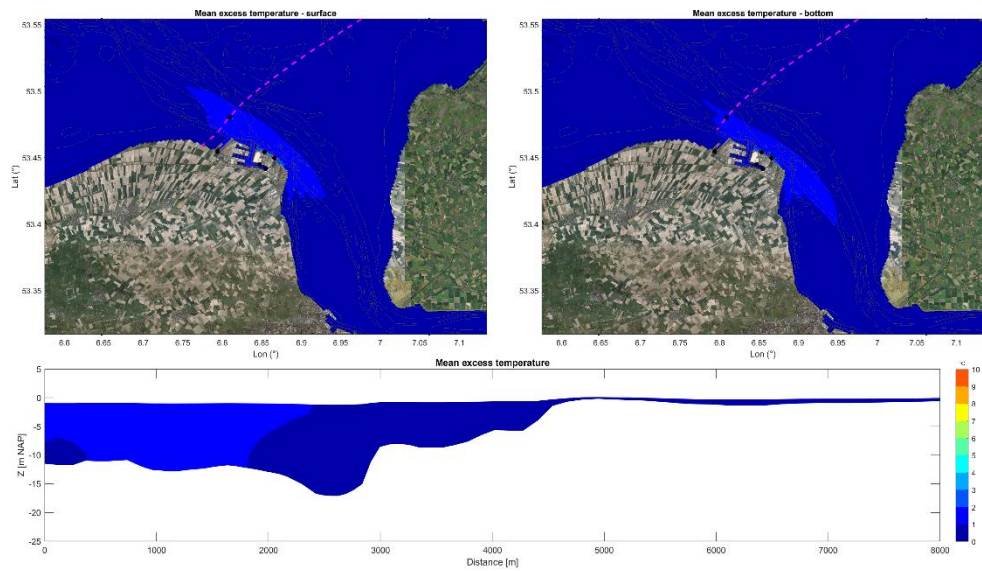 Mean excess temperature - surface
53.55
53.5
53.45
53.4
53.35
Lat (°)
6.6 6.65 6.7 6.75 6.8 6.85 6.9 6.95 7 7.05 7.1
Lon (°)
Mean excess temperature - bottom
53.55
53.5
53.45
53.4
53.35
Lat (°)
6.6 6.65 6.7 6.75 6.8 6.85 6.9 6.95 7 7.05 7.1
Lon (°)
Mean excess temperature
5
0
-5
-10
-15
-20
-25
Z [m NAP]
0 1000 2000 3000 4000 5000 6000 7000 8000
Distance [m]
10
9
8
7
6
5
4
3
2
1
0